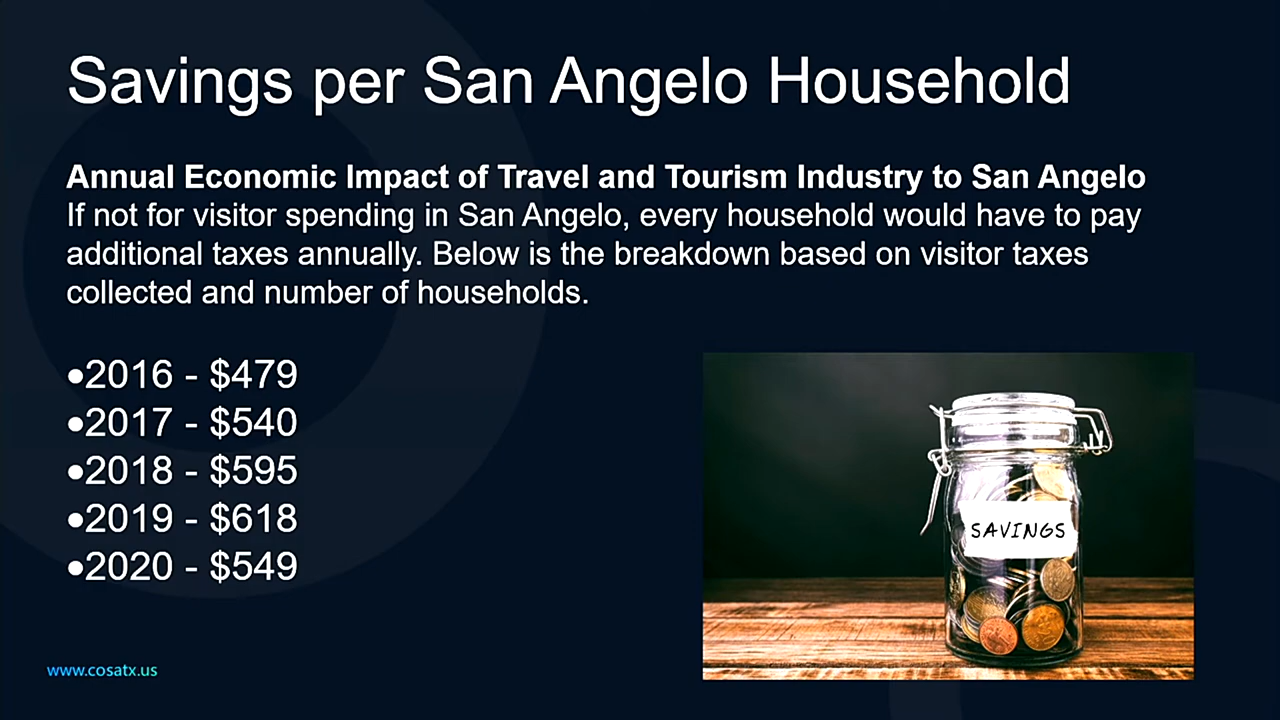 Savings per San Angelo Household
Annual Economic Impact of Travel and Tourism Industry to San Angelo
If not for visitor spending in San Angelo, every household would have to pay
additional taxes annually. Below is the breakdown based on visitor taxes
collected and number of households.
•2016 - $479
•2017 - $540
•2018 - $595
•2019 - $618
•2020 - $549
SAVINGS
www.cosatx.us